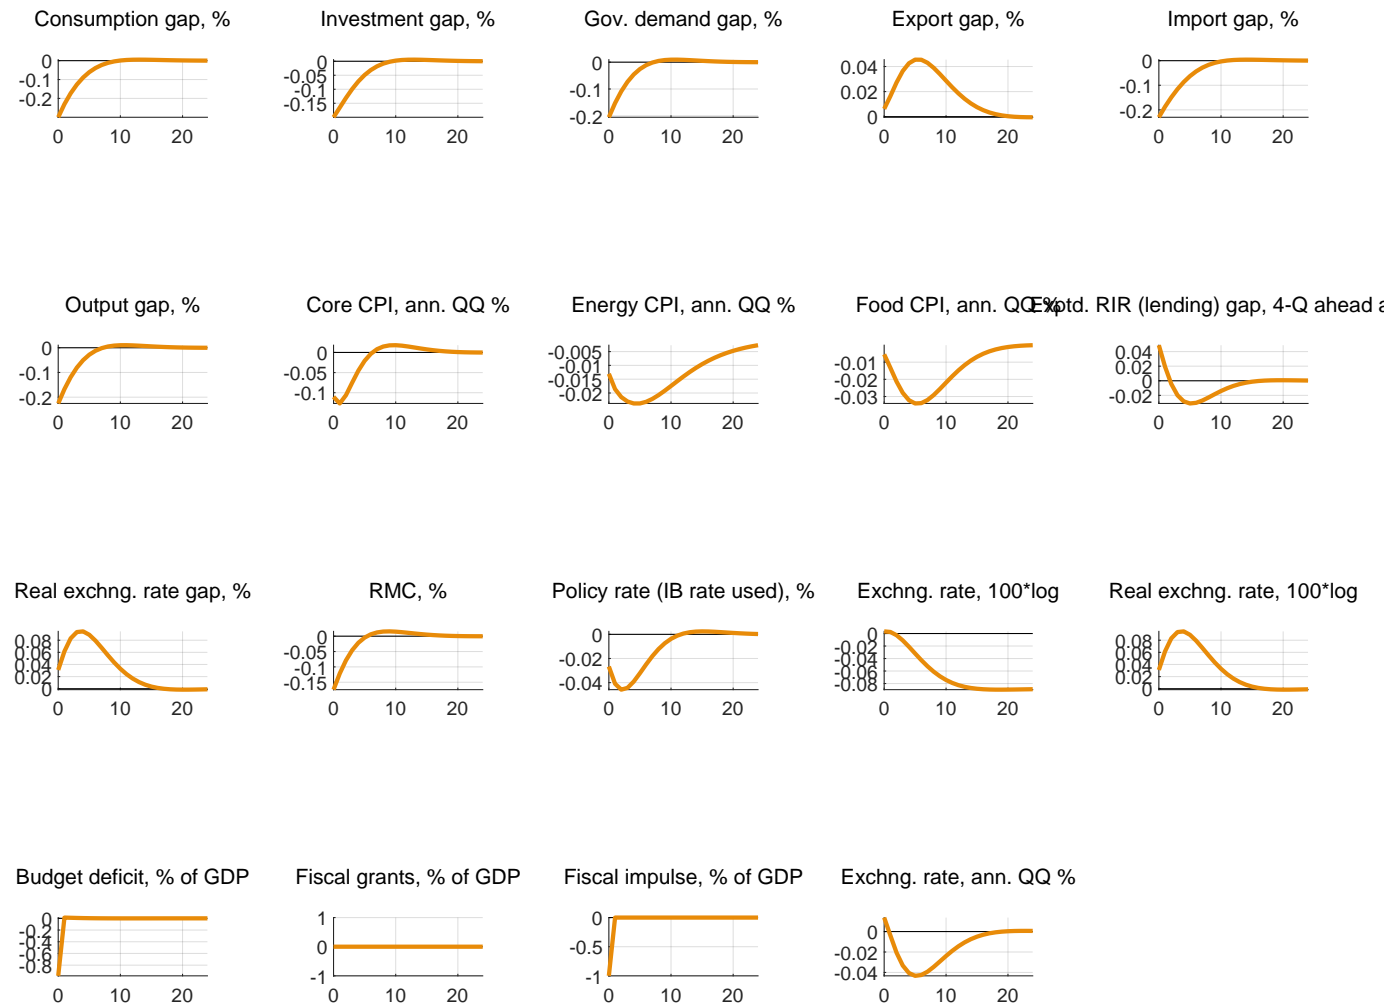 Consumption gap, %
Investment gap, %
Gov. demand gap, %
Export gap, %
Import gap, %
0
-0.1
-0.2
0 10 20
0
-0.05
-0.1
-0.15
0 10 20
0
-0.1
-0.2
0 10 20
0.04
0.02
0
0 10 20
0
-0.1
-0.2
0 10 20
Output gap, %
Core CPI, ann. QQ %
Energy CPI, ann. QQ %
Food CPI, ann. QQ %
Exptd. RIR (lending) gap, 4-Q ahead a
0
-0.1
-0.2
0 10 20
0
-0.05
-0.1
0 10 20
-0.005
-0.01
-0.015
-0.02
0 10 20
-0.01
-0.02
-0.03
0 10 20
0.04
0.02
0
-0.02
0 10 20
Real exchng. rate gap, %
RMC, %
Policy rate (IB rate used), %
Exchng. rate, 100*log
Real exchng. rate, 100*log
0.08
0.06
0.04
0.02
0
0 10 20
0
-0.05
-0.1
-0.15
0 10 20
0
-0.02
-0.04
0 10 20
0
-0.02
-0.04
-0.06
-0.08
0 10 20
0.08
0.06
0.04
0.02
0
0 10 20
Budget deficit, % of GDP
Fiscal grants, % of GDP
Fiscal impulse, % of GDP
Exchng. rate, ann. QQ %
0
-0.2
-0.4
-0.6
-0.8
0 10 20
1
0
-1
0 10 20
0
-0.5
-1
0 10 20
0
-0.02
-0.04
0 10 20